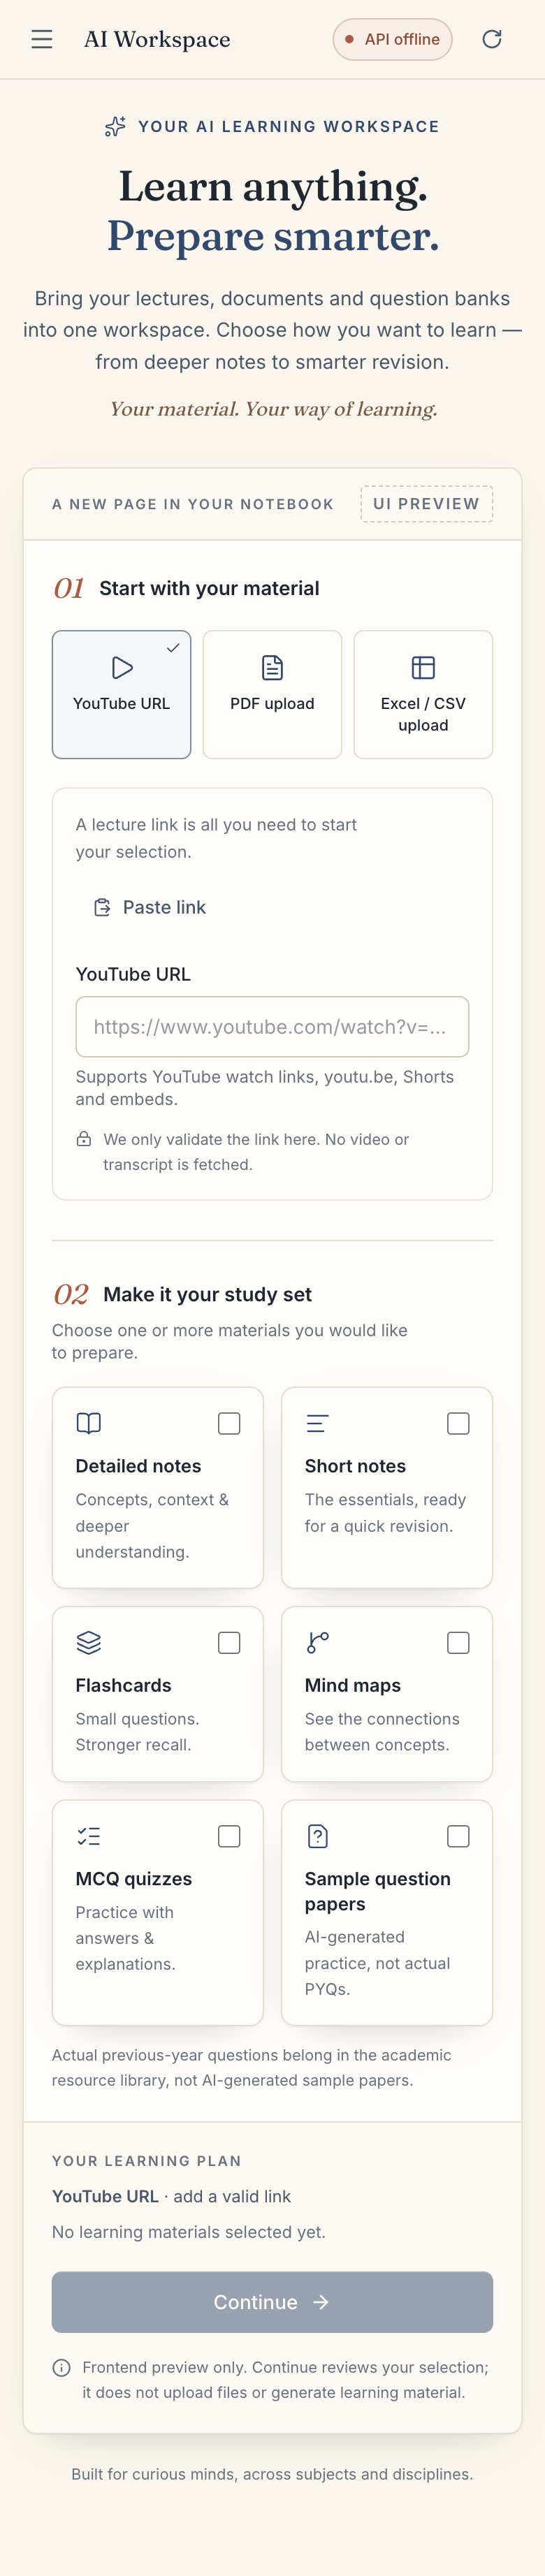 AI Workspace
API offline
YOUR AI LEARNING WORKSPACE
Learn anything.
Prepare smarter.
Bring your lectures, documents and question banks
into one workspace. Choose how you want to learn —
from deeper notes to smarter revision.
Your material. Your way of learning.
A NEW PAGE IN YOUR NOTEBOOK
UI PREVIEW
01 Start with your material
YouTube URL
PDF upload
Excel / CSV
upload
A lecture link is all you need to start
your selection.
Paste link
YouTube URL
https://www.youtube.com/watch?v=...
Supports YouTube watch links, youtu.be, Shorts
and embeds.
We only validate the link here. No video or
transcript is fetched.
02 Make it your study set
Choose one or more materials you would like
to prepare.
Detailed notes
Concepts, context &
deeper
understanding.
Short notes
The essentials, ready
for a quick revision.
Flashcards
Small questions.
Stronger recall.
Mind maps
See the connections
between concepts.
MCQ quizzes
Practice with
answers &
explanations.
Sample question
papers
AI-generated
practice, not actual
PYQs.
Actual previous-year questions belong in the academic
resource library, not AI-generated sample papers.
YOUR LEARNING PLAN
YouTube URL · add a valid link
No learning materials selected yet.
Continue
Frontend preview only. Continue reviews your selection;
it does not upload files or generate learning material.
Built for curious minds, across subjects and disciplines.